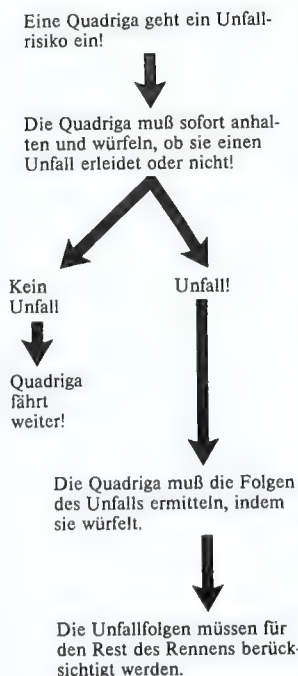 Eine Quadriga geht ein Unfall-
risiko ein!
Die Quadriga muß sofort anhal-
ten und würfeln, ob sie einen
Unfall erleidet oder nicht!
Kein
Unfall
Unfall!
Quadriga
fährt
weiter!
Die Quadriga muß die Folgen
des Unfalls ermitteln, indem
sie würfelt.
Die Unfallfolgen müssen für
den Rest des Rennens berück-
sichtigt werden.